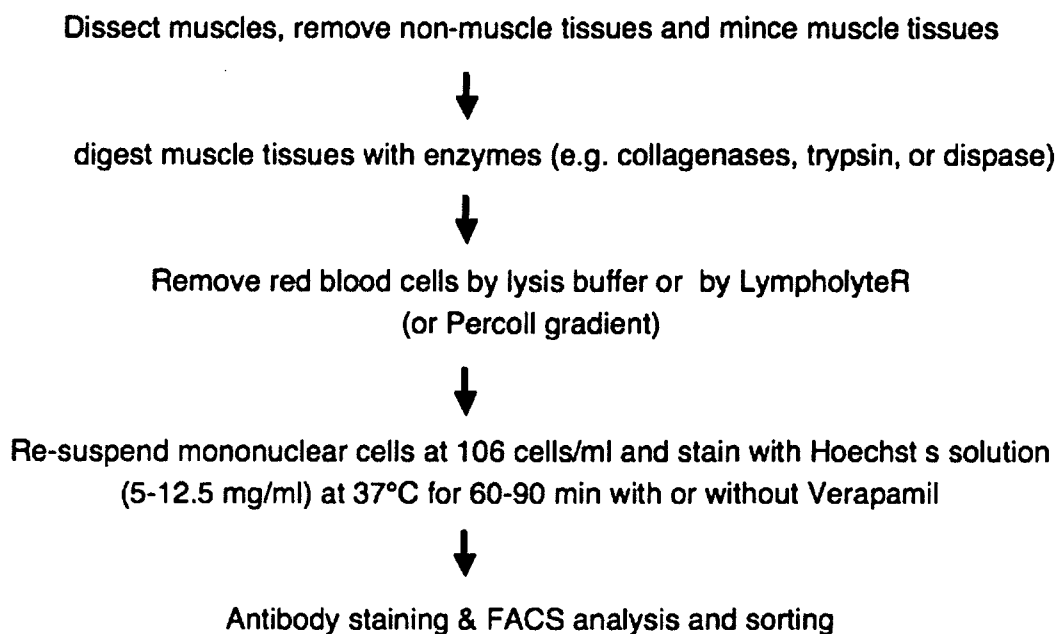 Dissect muscles, remove non-muscle tissues and mince muscle tissues
digest muscle tissues with enzymes (e.g. collagenases, trypsin, or dispase)
Remove red blood cells by lysis buffer or by LympholyteR
(or Percoll gradient)
Re-suspend mononuclear cells at 106 cells/ml and stain with Hoechst s solution
(5-12.5 mg/ml) at 37°C for 60-90 min with or without Verapamil
Antibody staining & FACS analysis and sorting